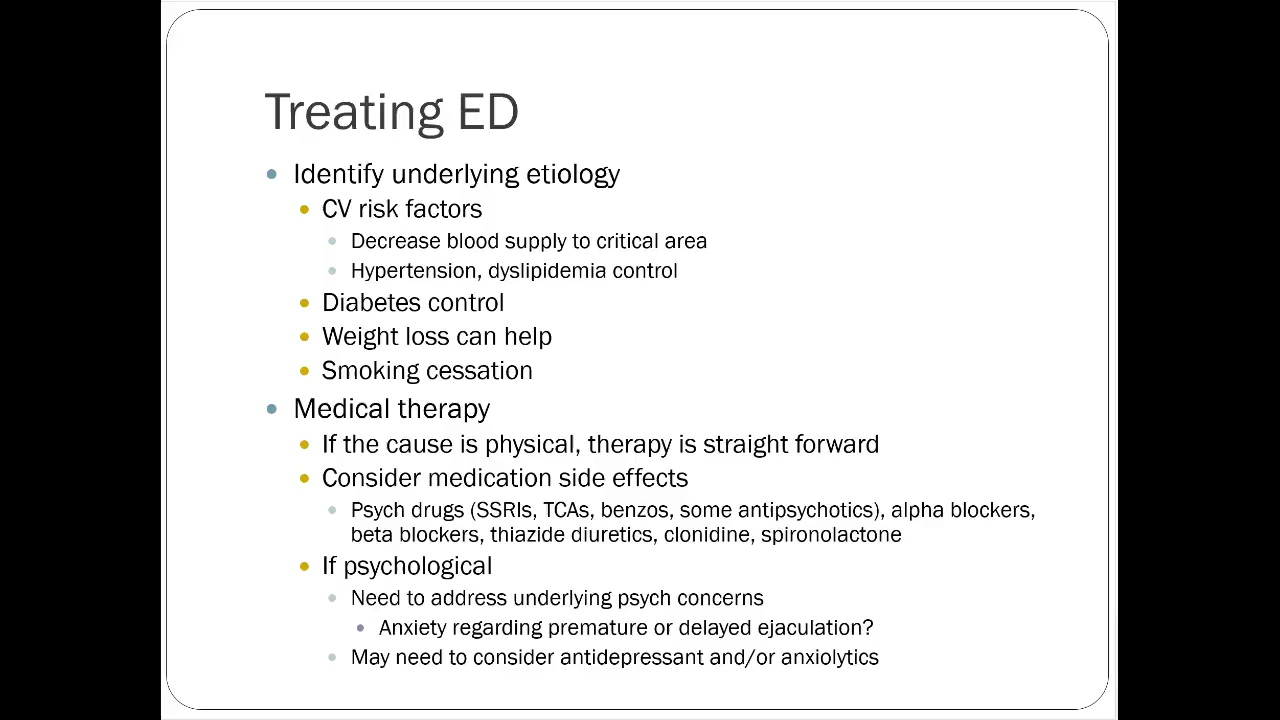 Treating ED
Identify underlying etiology
CV risk factors
Decrease blood supply to critical area
Hypertension, dyslipidemia control
Diabetes control
Weight loss can help
Smoking cessation
Medical therapy
If the cause is physical, therapy is straight forward
Consider medication side effects
Psych drugs (SSRIs, TCAs, benzos, some antipsychotics), alpha blockers,
beta blockers, thiazide diuretics, clonidine, spironolactone
If psychological
Need to address underlying psych concerns
Anxiety regarding premature or delayed ejaculation?
May need to consider antidepressant and/or anxiolytics